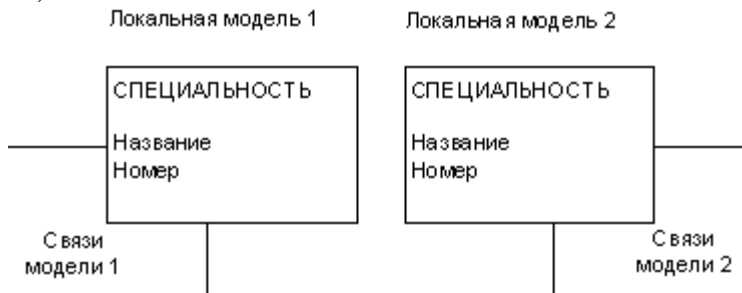 Локальная модель 1
Локальная модель 2
СПЕЦИАЛЬНОСТЬ
Название
Номер
СПЕЦИАЛЬНОСТЬ
Название
Номер
Связи
модели 1
Связи
модели 2